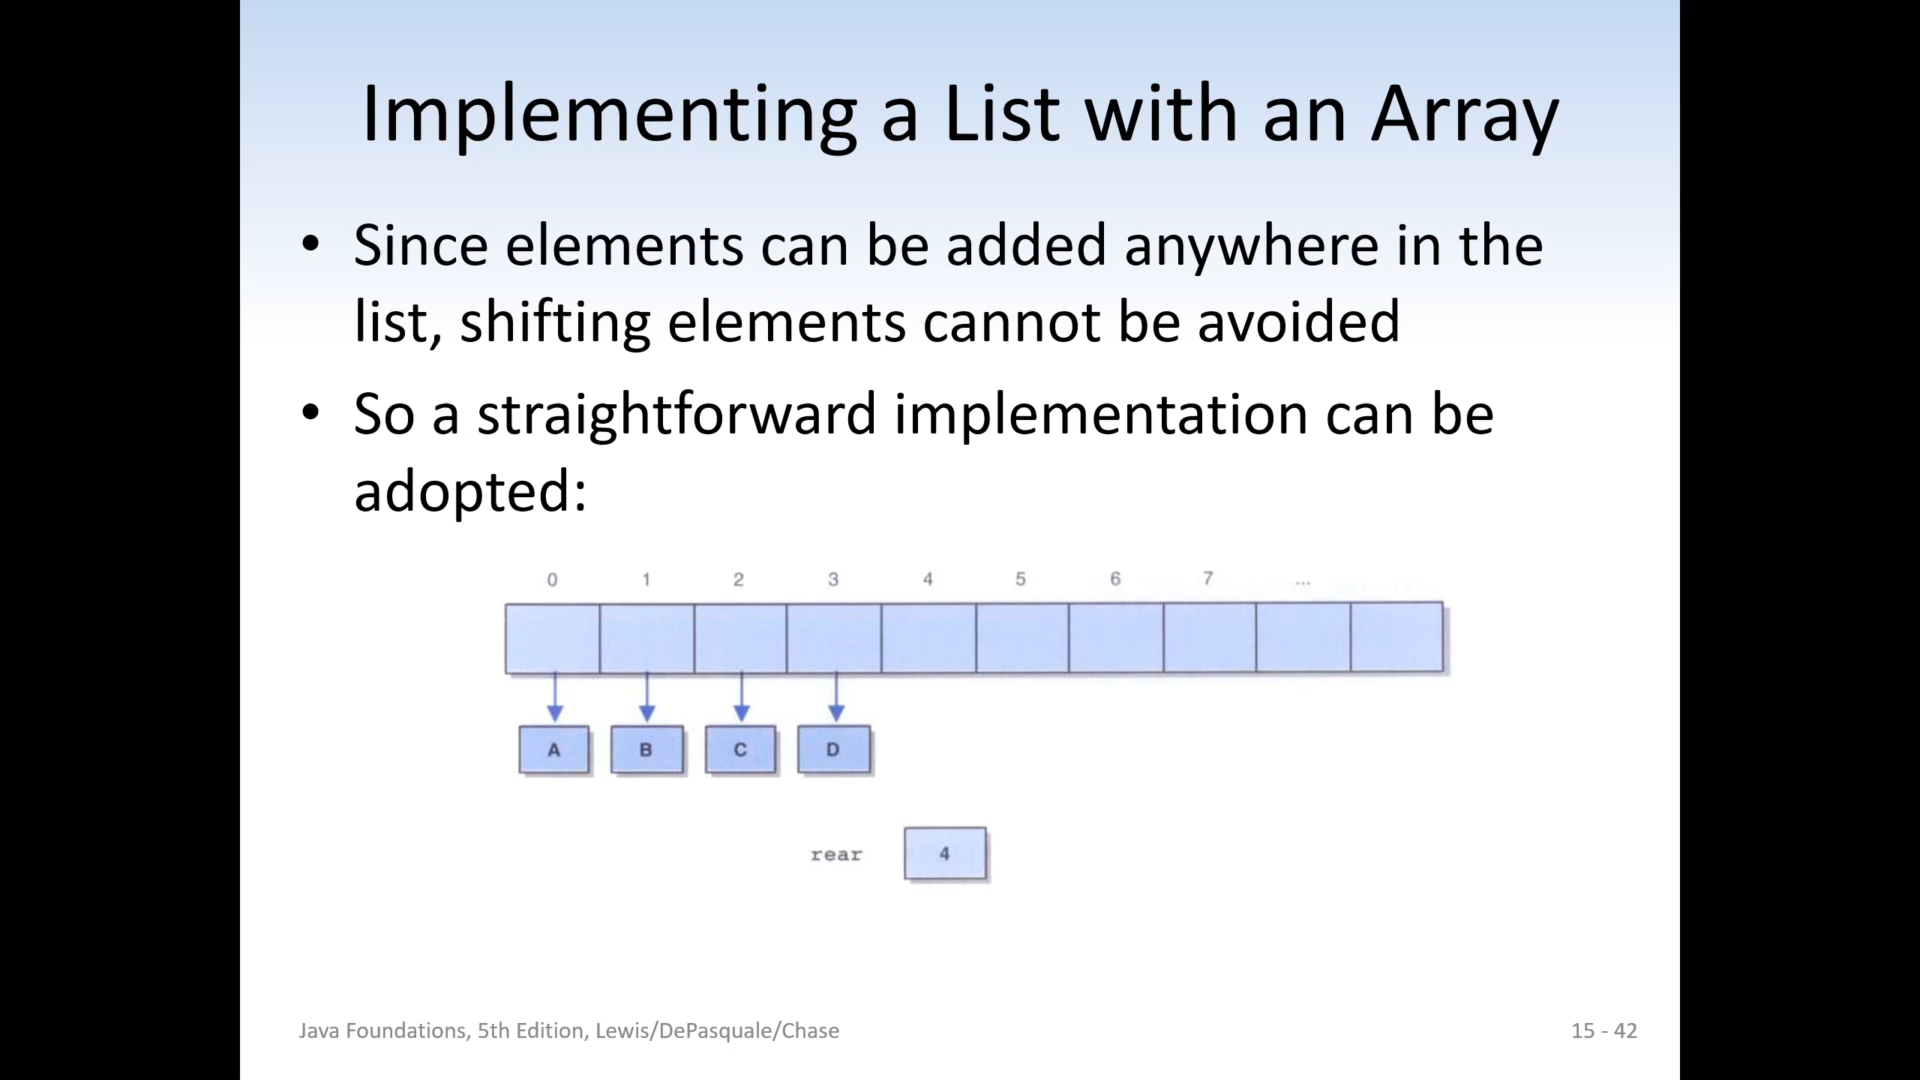 Implementing a List with an Array
• Since elements can be added anywhere in the
list, shifting elements cannot be avoided
• So a straightforward implementation can be
adopted:
0 1 2 3 4 5 6 7 ...
A B C D
rear 4
Java Foundations, 5th Edition, Lewis/DePasquale/Chase 15 - 42